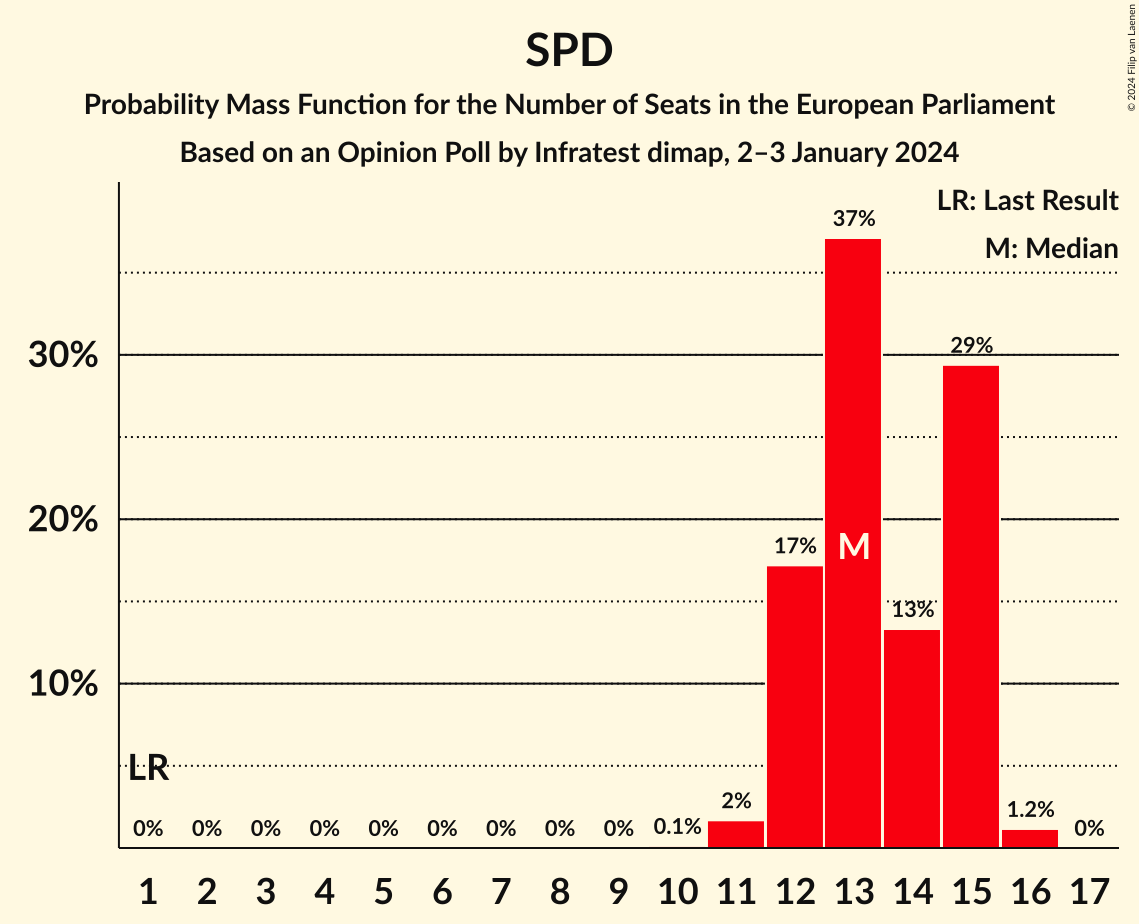 SPD
Probability Mass Function for the Number of Seats in the European Parliament
Based on an Opinion Poll by Infratest dimap, 2–3 January 2024
© 2024 Filip van Laenen
LR: Last Result
M: Median
37%
30%
29%
20%
17%
M
13%
10%
LR
0% 0% 0% 0% 0% 0% 0% 0% 0% 0.1% 2% 1.2% 0%
1 2 3 4 5 6 7 8 9 10 11 12 13 14 15 16 17